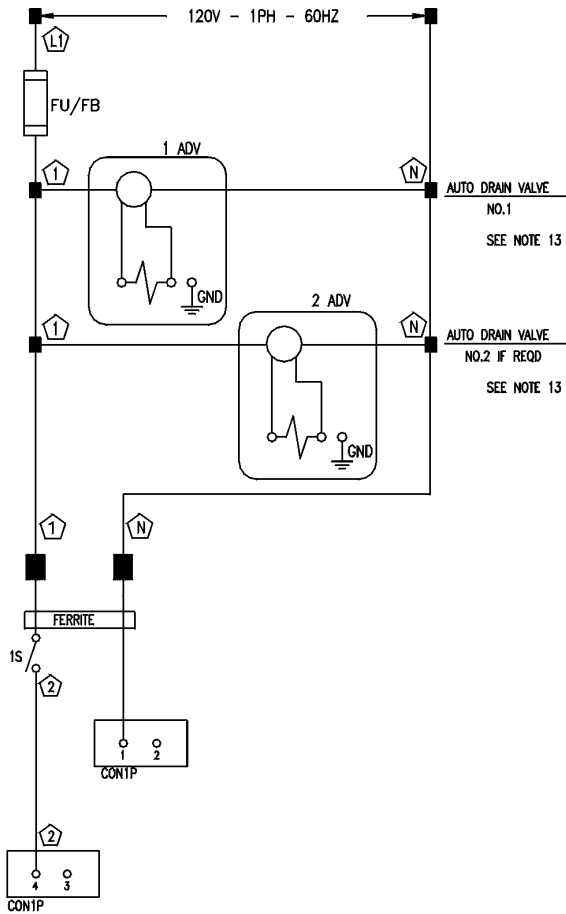 120V - 1PH - 60HZ
L1
FU/FB
1 ADV
1
N
AUTO DRAIN VALVE
NO.1
SEE NOTE 13
GND
2 ADV
1
N
AUTO DRAIN VALVE
NO.2 IF REQD
SEE NOTE 13
GND
1
N
FERRITE
1S
2
1 2
CON1P
2
4 3
CON1P